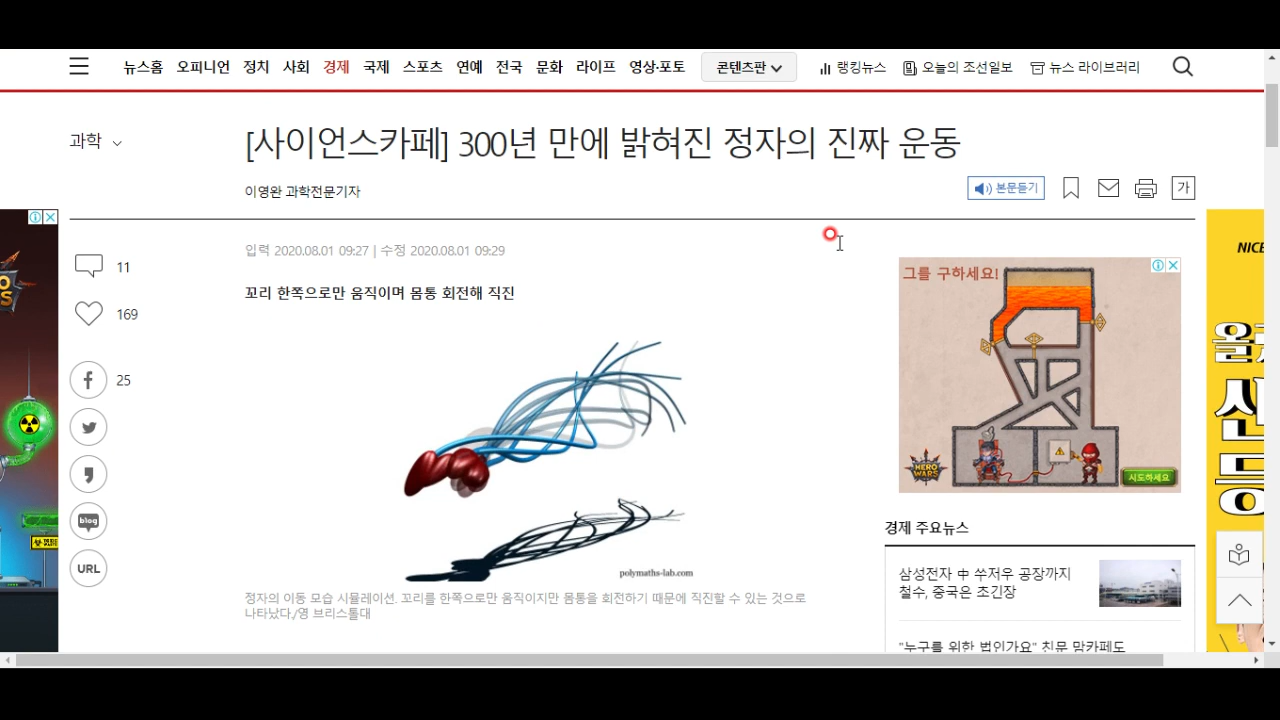 뉴스홈 오피니언 정치 사회 경제 국제 스포츠 연예 전국 문화 라이프 영상·포토 콘텐츠판 랭킹뉴스 오늘의 조선일보 뉴스 라이브러리
과학
[사이언스카페] 300년 만에 밝혀진 정자의 진짜 운동
이영완 과학전문기자
본문듣기
가
입력 2020.08.01 09:27 | 수정 2020.08.01 09:29
11
169
25
blog
URL
꼬리 한쪽으로만 움직이며 몸통 회전해 직진
polymaths-lab.com
정자의 이동 모습 시뮬레이션. 꼬리를 한쪽으로만 움직이지만 몸통을 회전하기 때문에 직진할 수 있는 것으로
나타났다./영 브리스톨대
그를 구하세요!
HERO
WARS
시도하세요
경제 주요뉴스
삼성전자 中 쑤저우 공장까지
철수, 중국은 초긴장
"누구를 위한 법인가요" 친문 맘카페도